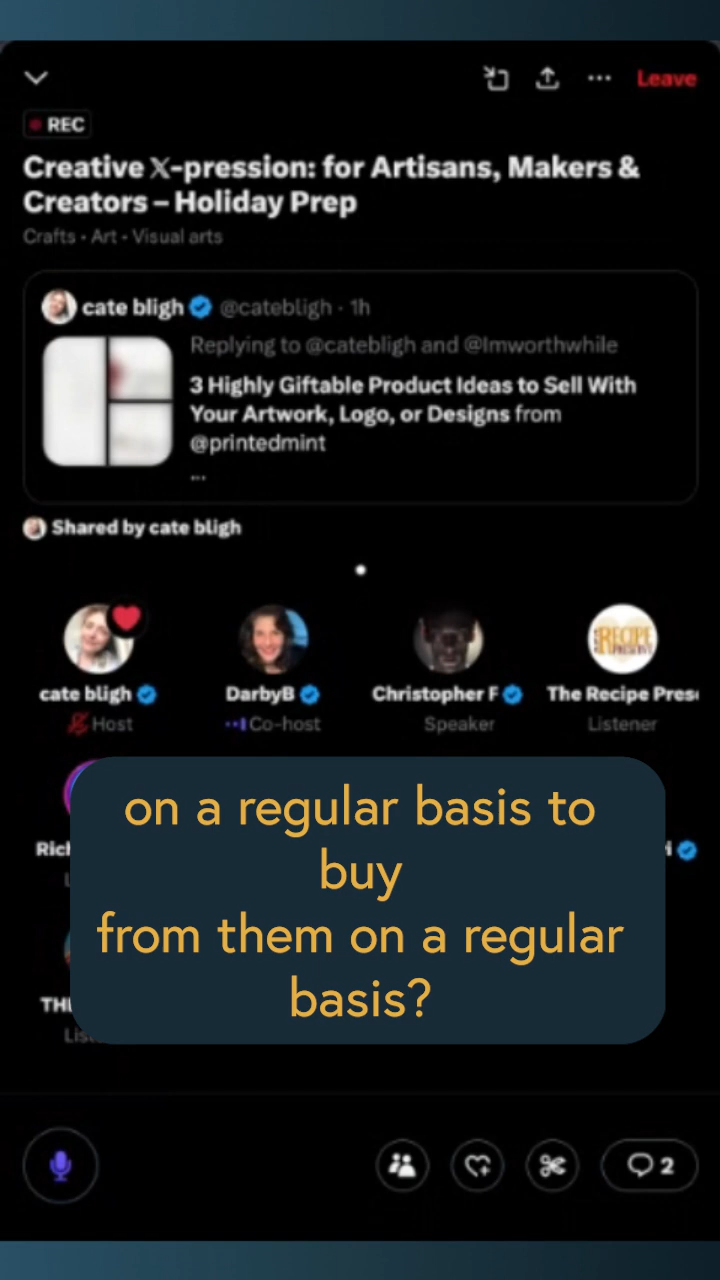 Leave
REC
Creative 𝕏-pression: for Artisans, Makers &
Creators – Holiday Prep
Crafts • Art • Visual arts
cate bligh @catebligh · 1h
Replying to @catebligh and @Imworthwhile
3 Highly Giftable Product Ideas to Sell With
Your Artwork, Logo, or Designs from
@printedmint
...
Shared by cate bligh
RECIPE
cate bligh DarbyB Christopher F The Recipe Pres
Host Co-host Speaker Listener
on a regular basis to
buy
from them on a regular
basis?
2